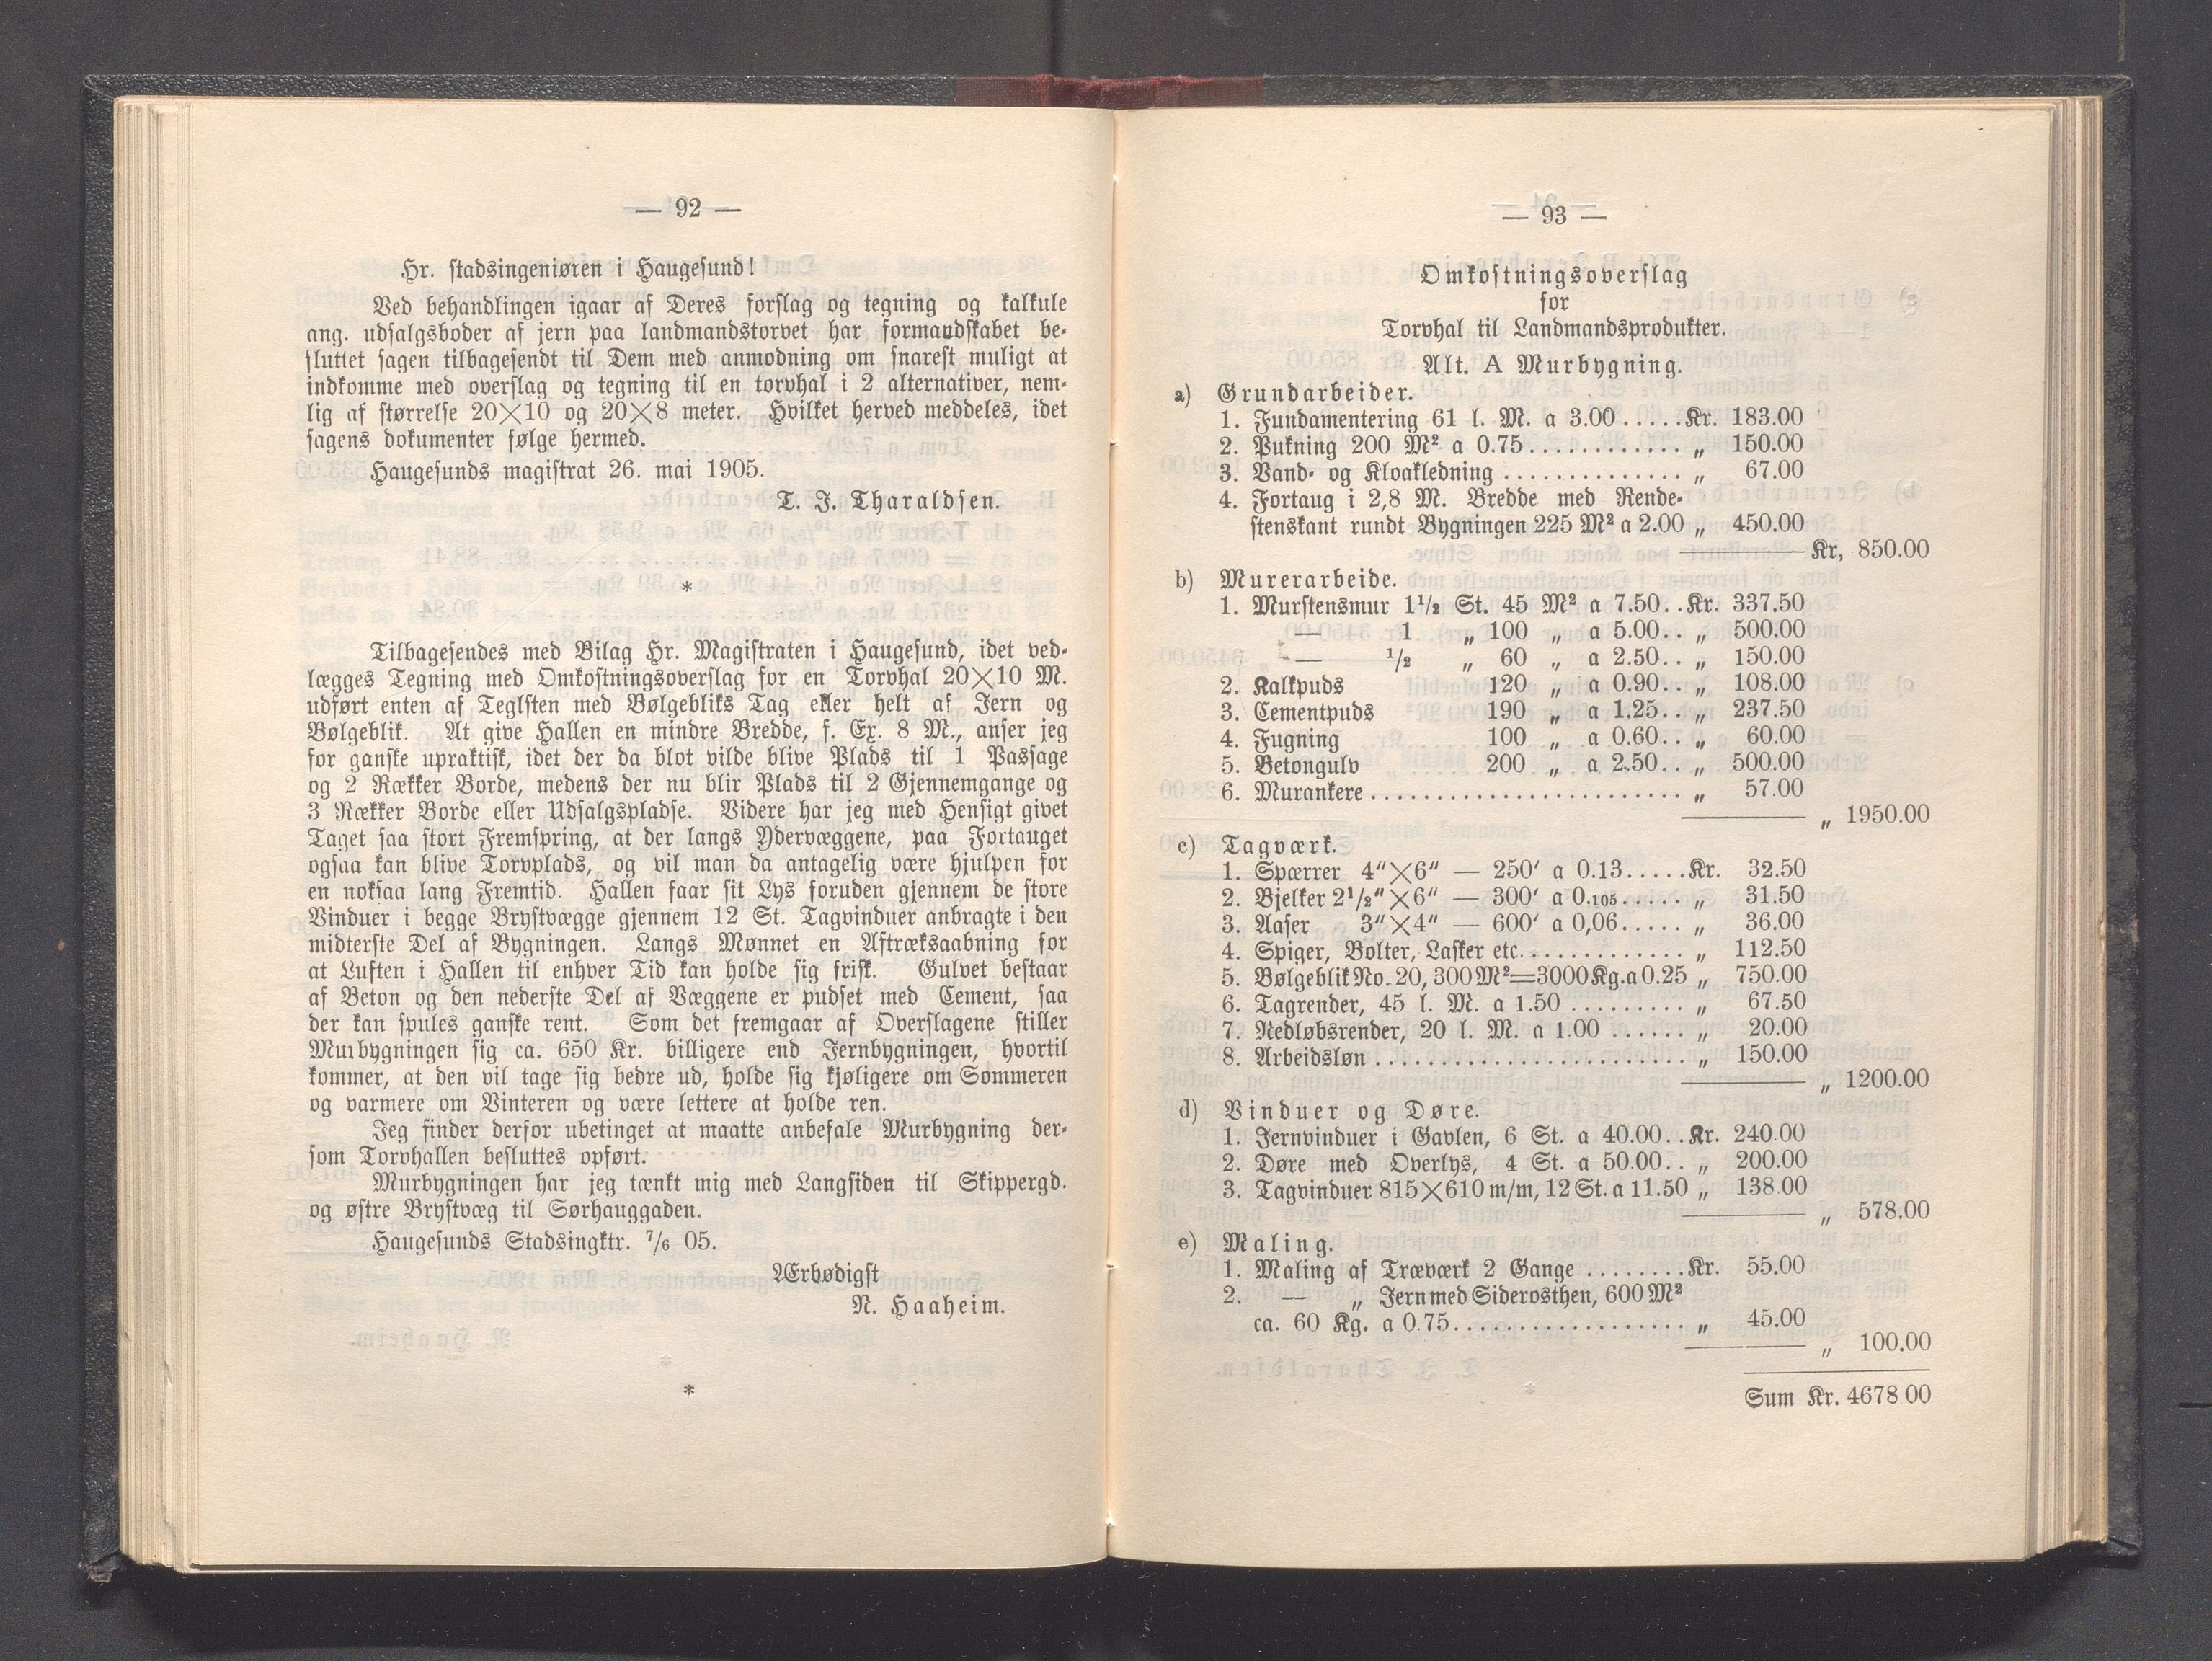 — 92 —
Hr. stadsingeniøren i Haugesund!
Ved behandlingen igaar af Deres forslag og tegning og kalkule
ang. udsalgsboder af jern paa landmandstorvet har formandskabet be-
sluttet sagen tilbagesendt til Dem med anmodning om snarest muligt at
indkomme med overslag og tegning til en torvhal i 2 alternativer, nem-
lig af størrelse 20×10 og 20×8 meter. Hvilket herved meddeles, idet
sagens dokumenter følge hermed.
Haugesunds magistrat 26. mai 1905.
T. J. Tharaldsen.
*
Tilbagesendes med Bilag Hr. Magistraten i Haugesund, idet ved-
lægges Tegning med Omkostningsoverslag for en Torvhal 20×10 M.
udført enten af Teglsten med Bølgebliks Tag eller helt af Jern og
Bølgeblik. At give Hallen en mindre Bredde, f. Ex. 8 M., anser jeg
for ganske upraktisk, idet der da blot vilde blive Plads til 1 Passage
og 2 Rækker Borde, medens der nu blir Plads til 2 Gjennemgange og
3 Rækker Borde eller Udsalgspladse. Videre har jeg med Hensigt givet
Taget saa stort Fremspring, at der langs Ydervæggene, paa Fortauget
ogsaa kan blive Torvplads, og vil man da antagelig være hjulpen for
en noksaa lang Fremtid. Hallen faar sit Lys foruden gjennem de store
Vinduer i begge Brystvægge gjennem 12 St. Tagvinduer anbragte i den
midterste Del af Bygningen. Langs Mønnet en Aftræksaabning for
at Luften i Hallen til enhver Tid kan holde sig frisk. Gulvet bestaar
af Beton og den nederste Del af Væggene er pudset med Cement, saa
der kan spules ganske rent. Som det fremgaar af Overslagene stiller
Murbygningen sig ca. 650 Kr. billigere end Jernbygningen, hvortil
kommer, at den vil tage sig bedre ud, holde sig kjøligere om Sommeren
og varmere om Vinteren og være lettere at holde ren.
Jeg finder derfor ubetinget at maatte anbefale Murbygning der-
som Torvhallen besluttes opført.
Murbygningen har jeg tænkt mig med Langsiden til Skippergd.
og østre Brystvæg til Sørhauggaden.
Haugesunds Stadsingktr. 7/6 05.
Ærbødigst
N. Haaheim.
*
— 93 —
Omkostningsoverslag
for
Torvhal til Landmandsprodukter.
Alt. A Murbygning.
a) Grundarbeider.
1. Fundamentering 61 l. M. a 3.00 ..... Kr. 183.00
2. Pukning 200 M² a 0.75 ............ „ 150.00
3. Vand- og Kloakledning .............. „ 67.00
4. Fortaug i 2,8 M. Bredde med Rende-
stenskant rundt Bygningen 225 M² a 2.00 „ 450.00
Kr, 850.00
b) Murerarbeide.
1. Murstensmur 1 1/2 St. 45 M² a 7.50.. Kr. 337.50
— 1 „ 100 „ a 5.00.. „ 500.00
— 1/2 „ 60 „ a 2.50.. „ 150.00
2. Kalkpuds 120 „ a 0.90.. „ 108.00
3. Cementpuds 190 „ a 1.25.. „ 237.50
4. Fugning 100 „ a 0.60.. „ 60.00
5. Betongulv 200 „ a 2.50.. „ 500.00
6. Murankere ........................ „ 57.00
„ 1950.00
c) Tagværk.
1. Spærrer 4"×6" — 250' a 0.13..... Kr. 32.50
2. Bjelker 2 1/2"×6" — 300' a 0.105..... „ 31.50
3. Aaser 3"×4" — 600' a 0,06..... „ 36.00
4. Spiger, Bolter, Lasker etc............. „ 112.50
5. Bølgeblik No. 20, 300 M²=3000 Kg. a 0.25 „ 750.00
6. Tagrender, 45 l. M. a 1.50 ......... „ 67.50
7. Nedløbsrender, 20 l. M. a 1.00 ...... „ 20.00
8. Arbeidsløn ........................ „ 150.00
„ 1200.00
d) Vinduer og Døre.
1. Jernvinduer i Gavlen, 6 St. a 40.00.. Kr. 240.00
2. Døre med Overlys, 4 St. a 50.00.. „ 200.00
3. Tagvinduer 815×610 m/m, 12 St. a 11.50 „ 138.00
„ 578.00
e) Maling.
1. Maling af Træværk 2 Gange ........ Kr. 55.00
2. — „ Jern med Siderosthen, 600 M²
ca. 60 Kg. a 0.75.................. „ 45.00
„ 100.00
Sum Kr. 4678 00